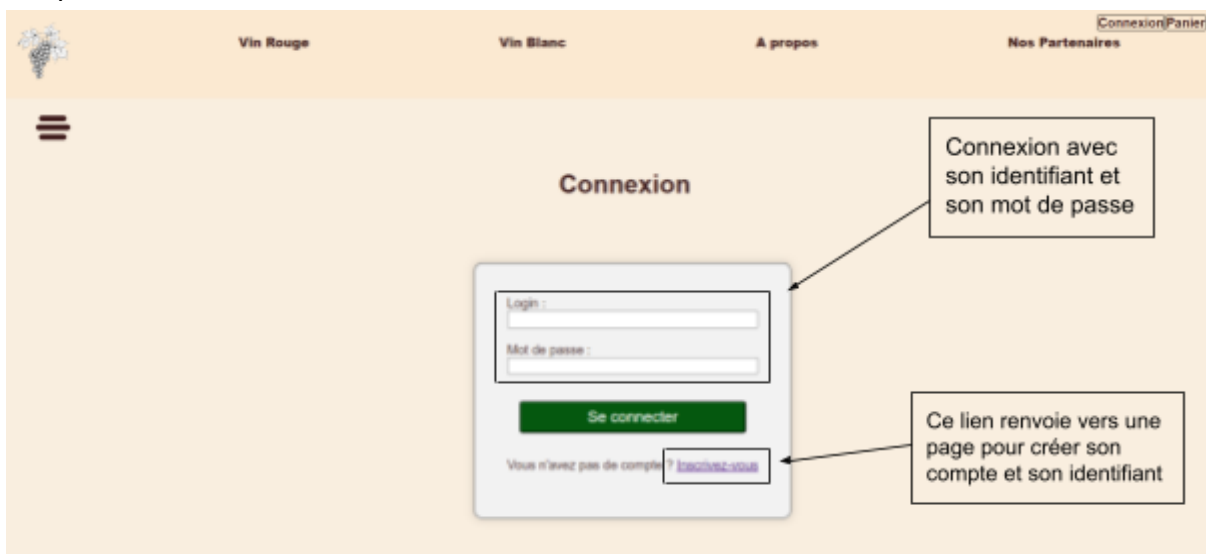 Connexion Panier
Vin Rouge Vin Blanc A propos Nos Partenaires
Connexion avec
son identifiant et
son mot de passe
Connexion
Login :
Mot de passe :
Se connecter
Vous n'avez pas de compte ? Inscrivez-vous
Ce lien renvoie vers une
page pour créer son
compte et son identifiant